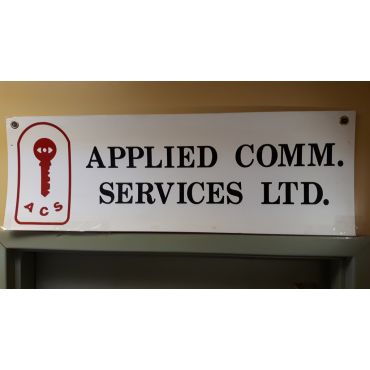 APPLIED COMM.
SERVICES LTD.
ACS